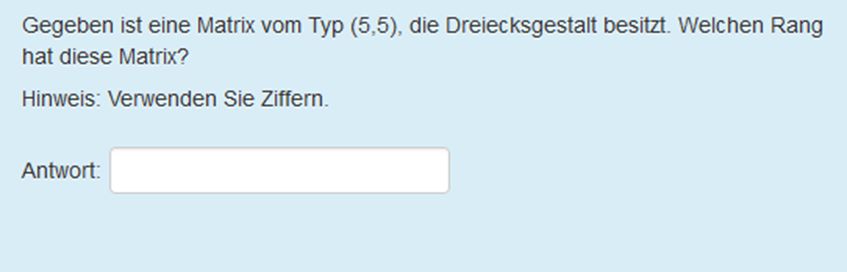 Gegeben ist eine Matrix vom Typ (5,5), die Dreiecksgestalt besitzt. Welchen Rang
hat diese Matrix?
Hinweis: Verwenden Sie Ziffern.
Antwort: